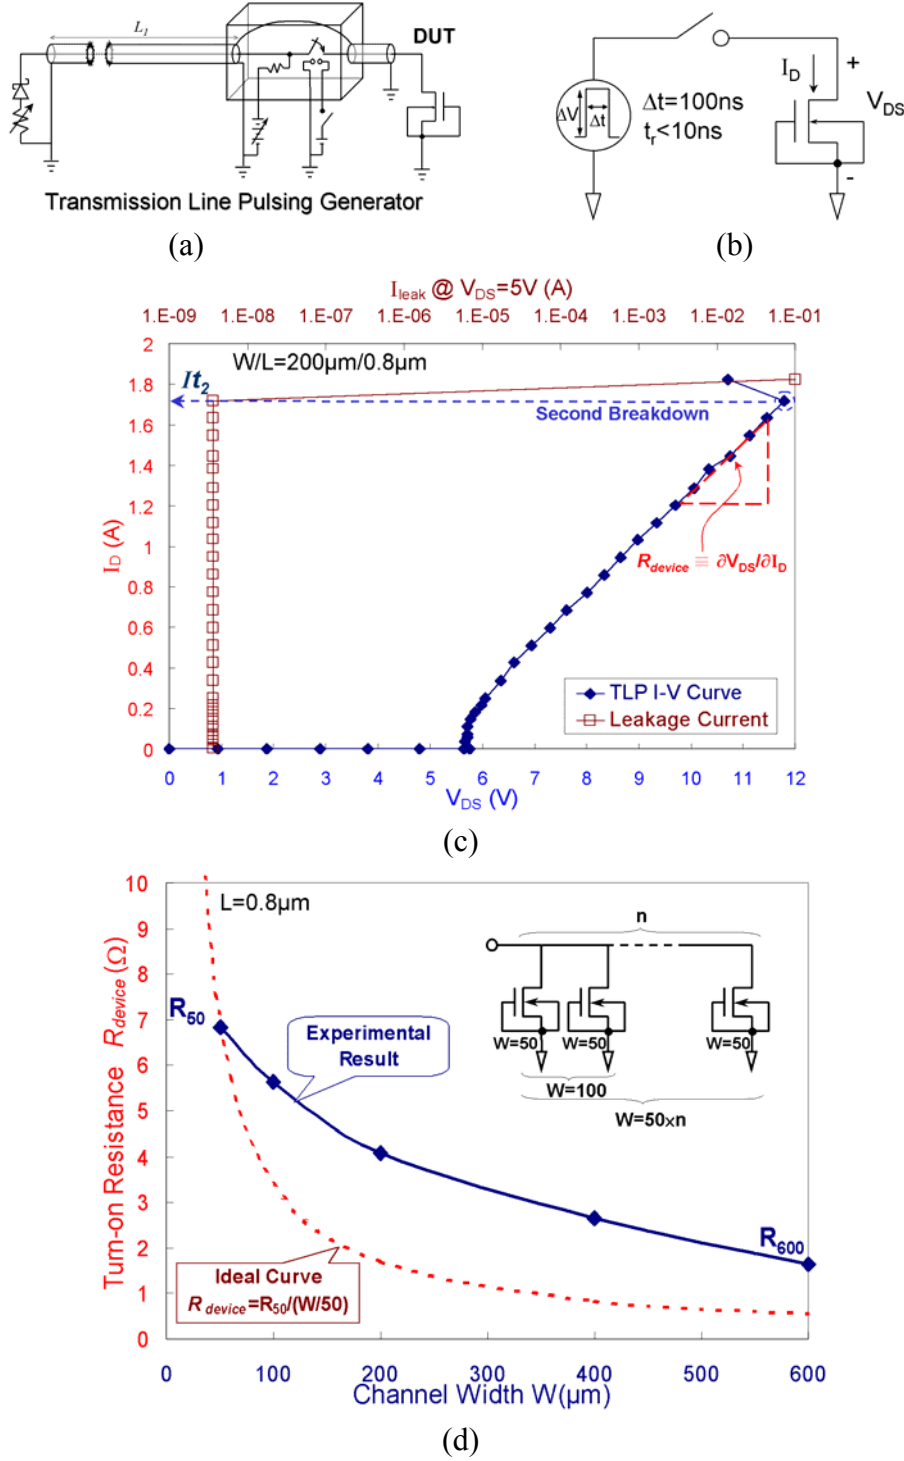 L1
DUT
Transmission Line Pulsing Generator
(a)
ΔV
Δt
Δt=100ns
tr<10ns
ID
+
VDS
-
(b)
Ileak @ VDS=5V (A)
1.E-09 1.E-08 1.E-07 1.E-06 1.E-05 1.E-04 1.E-03 1.E-02 1.E-01
W/L=200μm/0.8μm
It2
Second Breakdown
Rdevice ≡ ∂VDS/∂ID
2
1.8
1.6
1.4
1.2
1
0.8
0.6
0.4
0.2
0
ID (A)
TLP I-V Curve
Leakage Current
0 1 2 3 4 5 6 7 8 9 10 11 12
VDS (V)
(c)
L=0.8μm
10
9
8
7
6
5
4
3
2
1
0
Turn-on Resistance Rdevice (Ω)
R50
Experimental
Result
n
W=50 W=50 W=50
W=100
W=50×n
R600
Ideal Curve
Rdevice=R50/(W/50)
0 100 200 300 400 500 600
Channel Width W(μm)
(d)